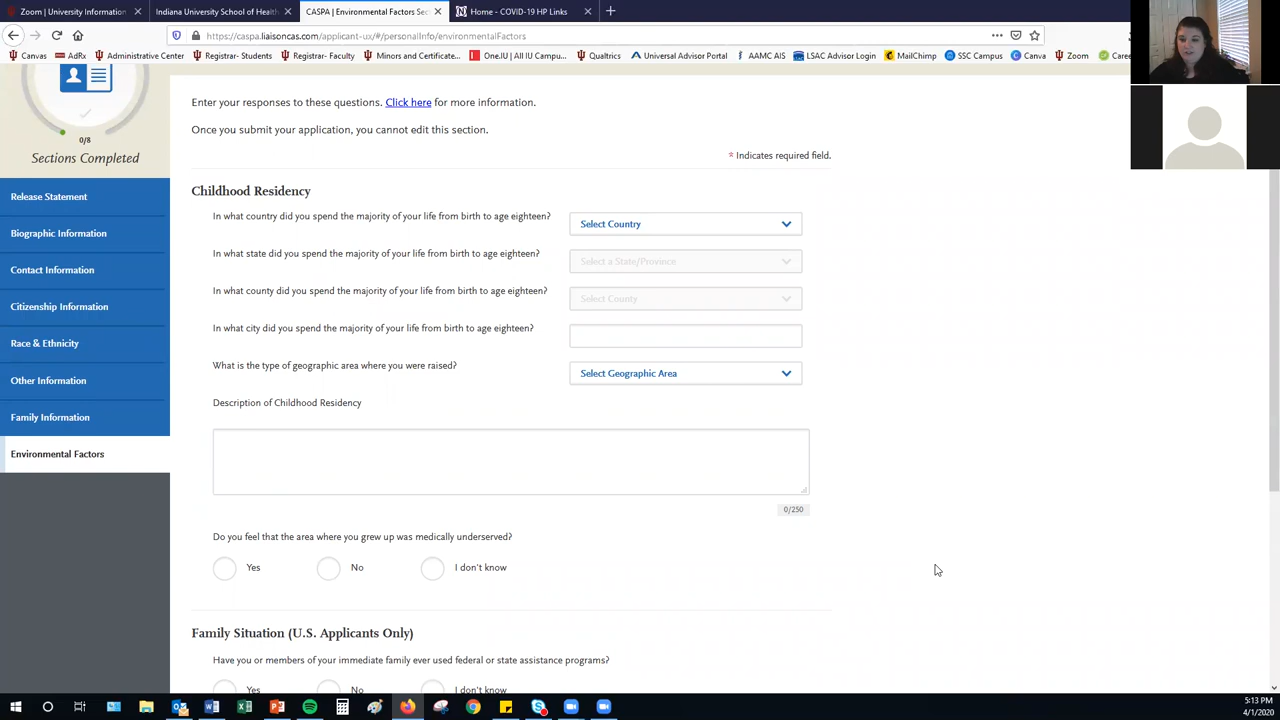 Zoom | University Information
Indiana University School of Health
CASPA | Environmental Factors Sec
Home - COVID-19 HP Links
https://caspa.liaisoncas.com/applicant-ux/#/personalInfo/environmentalFactors
Canvas
AdRx
Administrative Center
Registrar- Students
Registrar- Faculty
Minors and Certificate...
One.IU | All IU Campu...
Qualtrics
Universal Advisor Portal
AAMC AIS
LSAC Advisor Login
MailChimp
SSC Campus
Canva
Zoom
0/8
Sections Completed
Release Statement
Biographic Information
Contact Information
Citizenship Information
Race & Ethnicity
Other Information
Family Information
Environmental Factors
Enter your responses to these questions. Click here for more information.
Once you submit your application, you cannot edit this section.
* Indicates required field.
Childhood Residency
In what country did you spend the majority of your life from birth to age eighteen?
Select Country
In what state did you spend the majority of your life from birth to age eighteen?
Select a State/Province
In what county did you spend the majority of your life from birth to age eighteen?
Select County
In what city did you spend the majority of your life from birth to age eighteen?
What is the type of geographic area where you were raised?
Select Geographic Area
Description of Childhood Residency
0/250
Do you feel that the area where you grew up was medically underserved?
Yes
No
I don't know
Family Situation (U.S. Applicants Only)
Have you or members of your immediate family ever used federal or state assistance programs?
Yes
No
I don't know
5:13 PM
4/1/2020